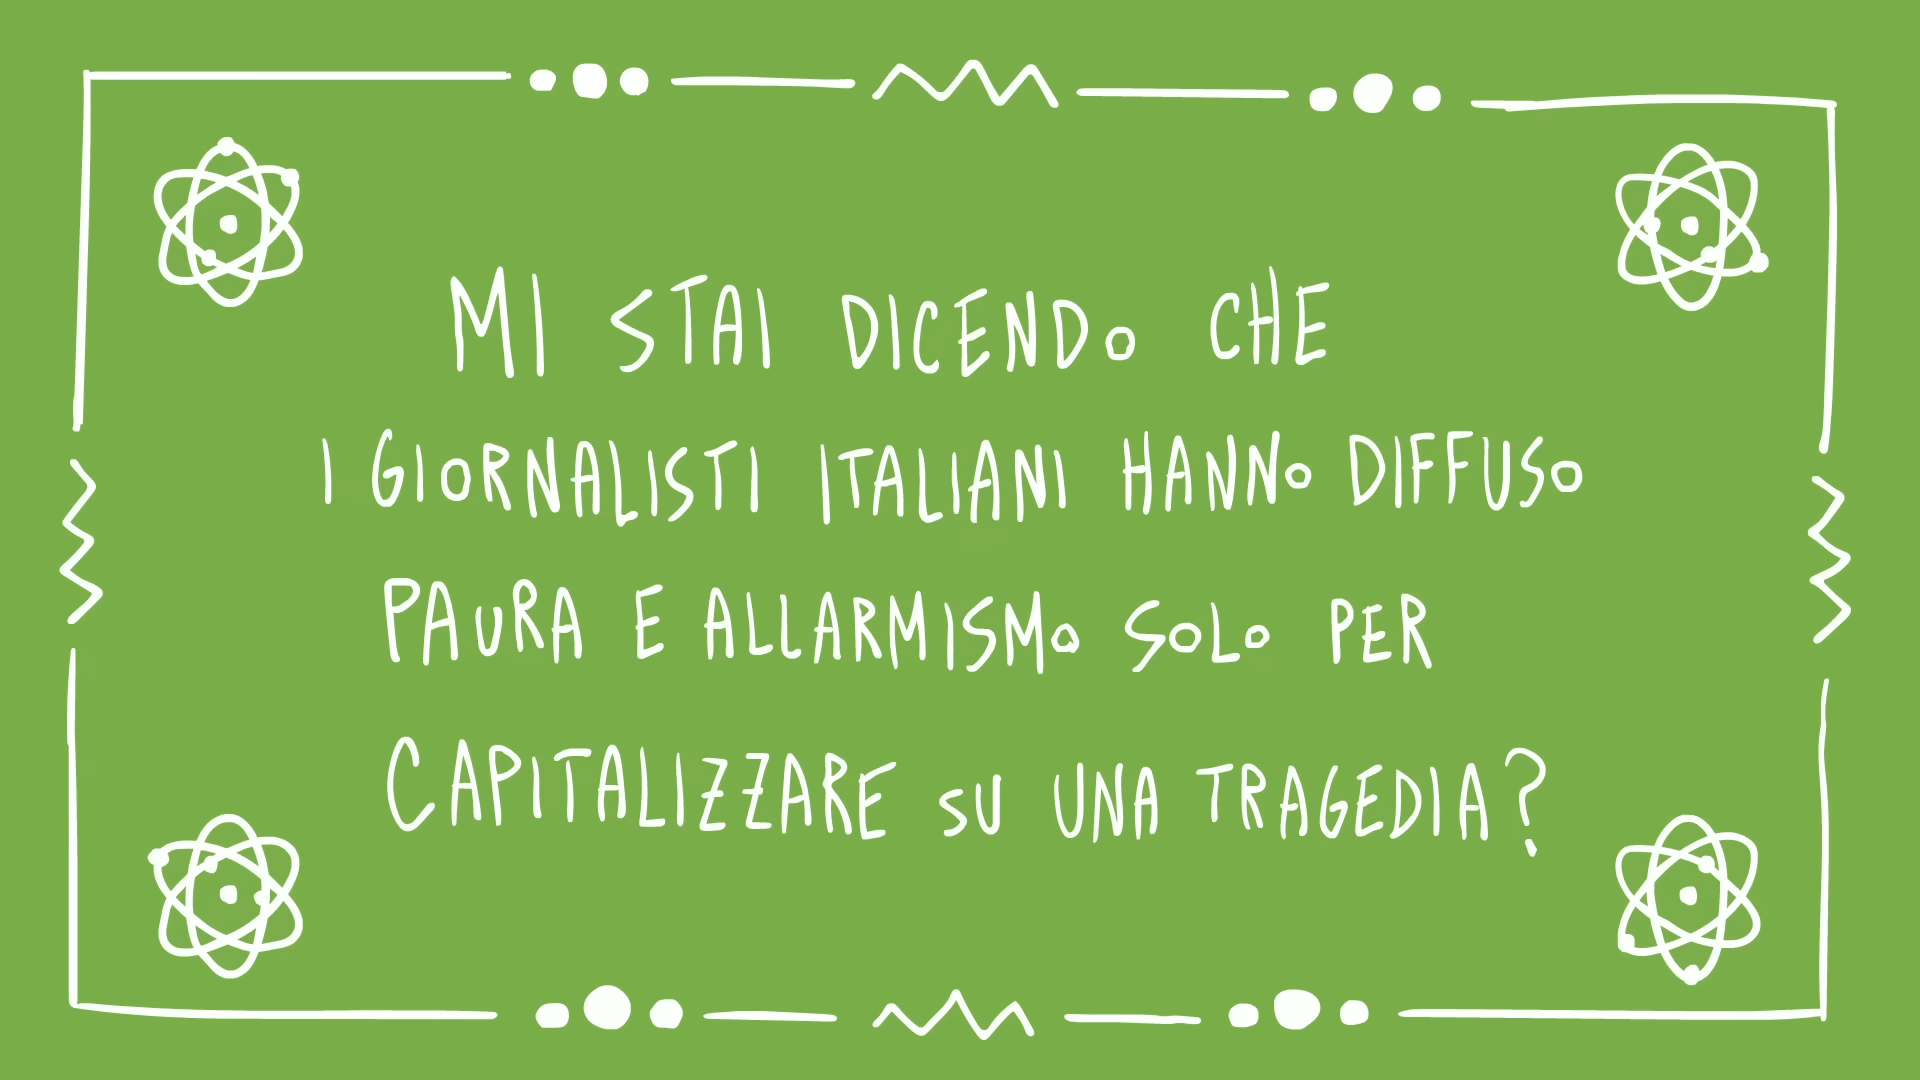 MI STAI DICENDO CHE
I GIORNALISTI ITALIANI HANNO DIFFUSO
PAURA E ALLARMISMO SOLO PER
CAPITALIZZARE SU UNA TRAGEDIA?